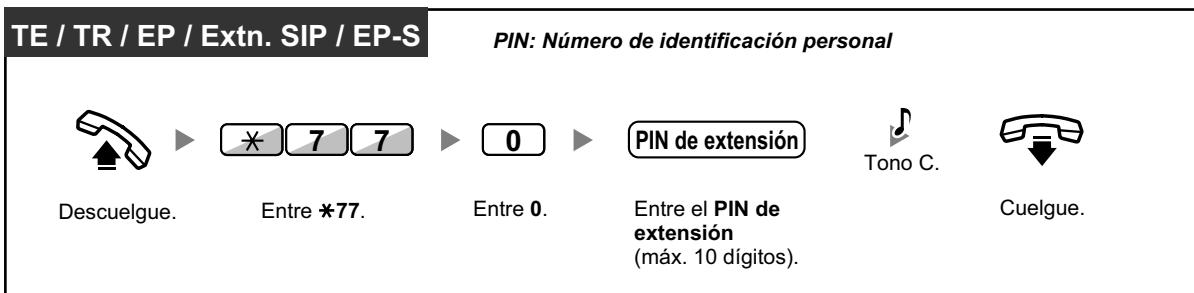 TE / TR / EP / Extn. SIP / EP-S
PIN: Número de identificación personal
✳ 7 7
0
PIN de extensión
Tono C.
Descuelgue.
Entre ✳77.
Entre 0.
Entre el PIN de
extensión
(máx. 10 dígitos).
Cuelgue.